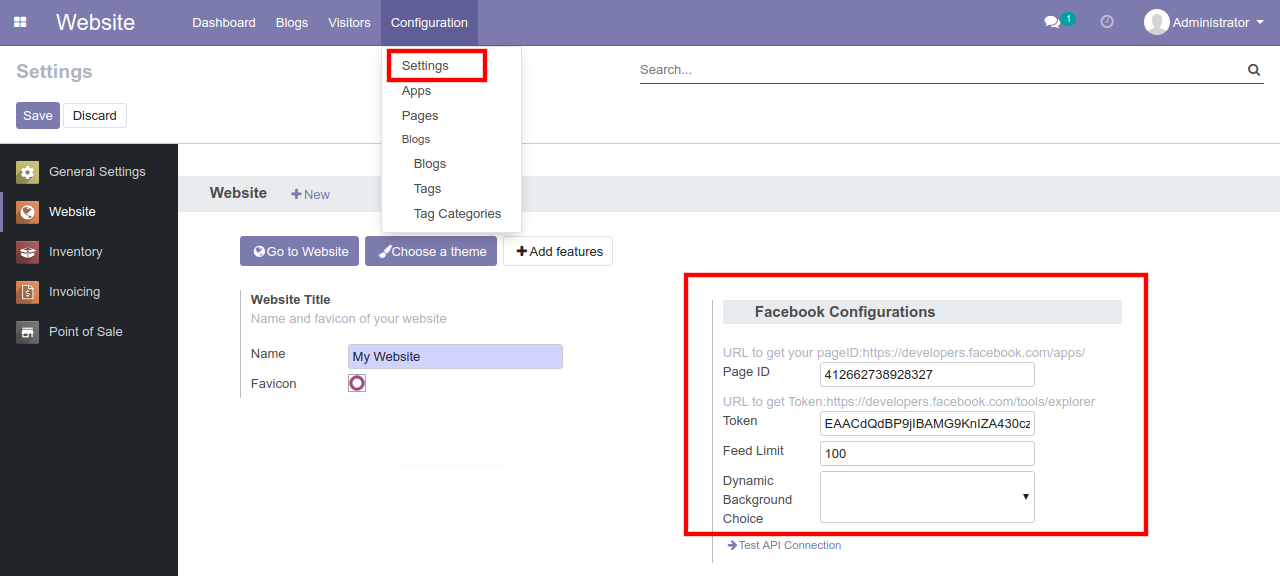 Website
Dashboard
Blogs
Visitors
Configuration
1
Administrator
Settings
Save
Discard
Search...
Settings
Apps
Pages
Blogs
Blogs
Tags
Tag Categories
General Settings
Website
Inventory
Invoicing
Point of Sale
Website
New
Go to Website
Choose a theme
Add features
Website Title
Name and favicon of your website
Name
My Website
Favicon
Facebook Configurations
URL to get your pageID:https://developers.facebook.com/apps/
Page ID
412662738928327
URL to get Token:https://developers.facebook.com/tools/explorer
Token
EAACdQdBP9jIBAMG9KnIZA430cz
Feed Limit
100
Dynamic
Background
Choice
Test API Connection